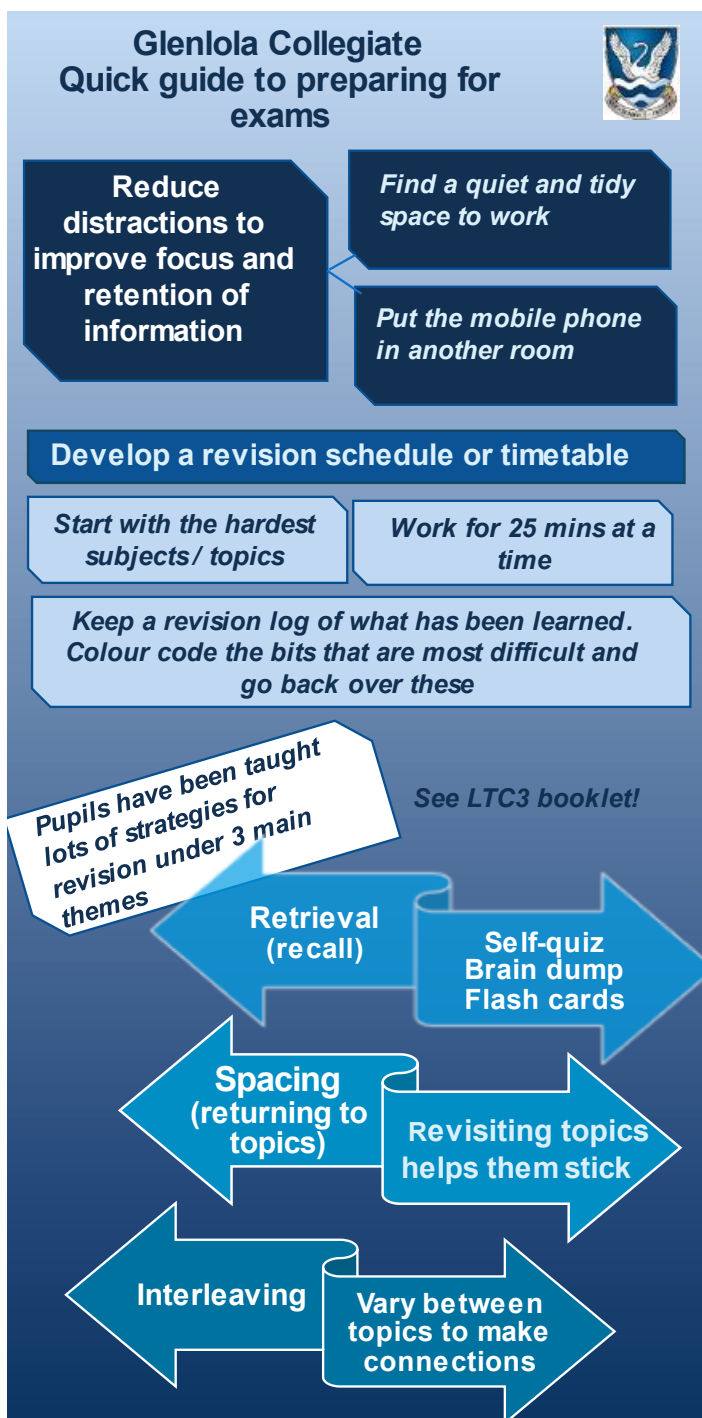 Glenlola Collegiate
Quick guide to preparing for
exams
Reduce
distractions to
improve focus and
retention of
information
Find a quiet and tidy
space to work
Put the mobile phone
in another room
Develop a revision schedule or timetable
Start with the hardest
subjects / topics
Work for 25 mins at a
time
Keep a revision log of what has been learned.
Colour code the bits that are most difficult and
go back over these
Pupils have been taught
lots of strategies for
revision under 3 main
themes
See LTC3 booklet!
Retrieval
(recall)
Self-quiz
Brain dump
Flash cards
Spacing
(returning to
topics)
Revisiting topics
helps them stick
Interleaving
Vary between
topics to make
connections